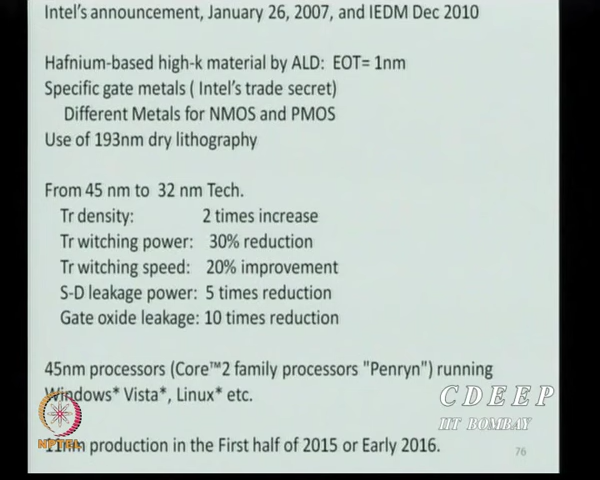 Intel's announcement, January 26, 2007, and IEDM Dec 2010
Hafnium-based high-k material by ALD: EOT= 1nm
Specific gate metals ( Intel's trade secret)
Different Metals for NMOS and PMOS
Use of 193nm dry lithography
From 45 nm to 32 nm Tech.
Tr density: 2 times increase
Tr witching power: 30% reduction
Tr witching speed: 20% improvement
S-D leakage power: 5 times reduction
Gate oxide leakage: 10 times reduction
45nm processors (Core™2 family processors "Penryn") running
Windows* Vista*, Linux* etc.
CDEEP
IIT BOMBAY
NPTEL
11nm production in the First half of 2015 or Early 2016.
76